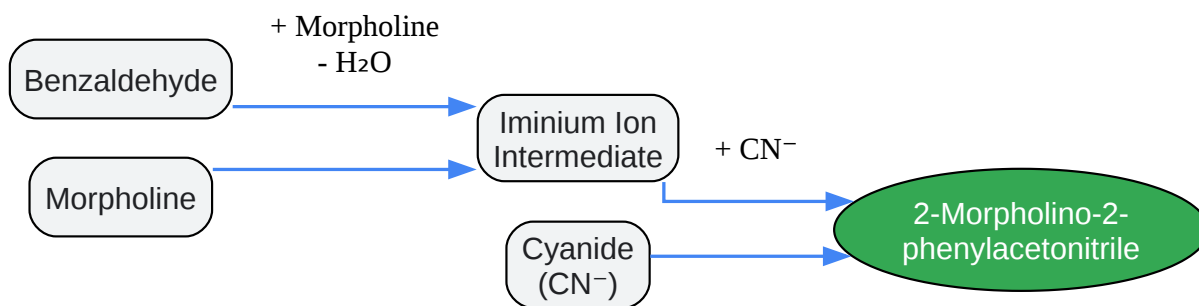 + Morpholine
- H₂O
Benzaldehyde
Morpholine
Iminium Ion
Intermediate
+ CN⁻
Cyanide
(CN⁻)
2-Morpholino-2-
phenylacetonitrile